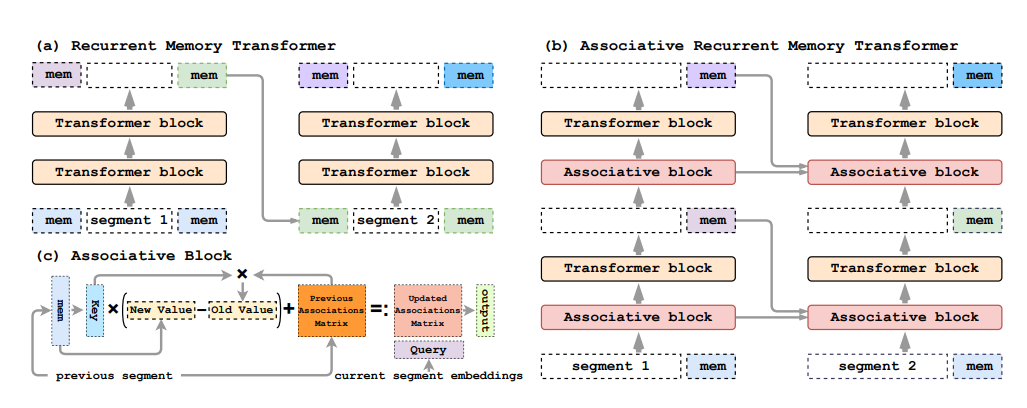 (a) Recurrent Memory Transformer
mem mem mem mem
Transformer block Transformer block
Transformer block Transformer block
mem segment 1 mem mem segment 2 mem
(c) Associative Block
×
mem Key × ( New Value − Old Value ) + Previous Associations Matrix =: Updated Associations Matrix output
Query
previous segment current segment embeddings
(b) Associative Recurrent Memory Transformer
mem mem
Transformer block Transformer block
Associative block Associative block
mem mem
Transformer block Transformer block
Associative block Associative block
segment 1 mem segment 2 mem